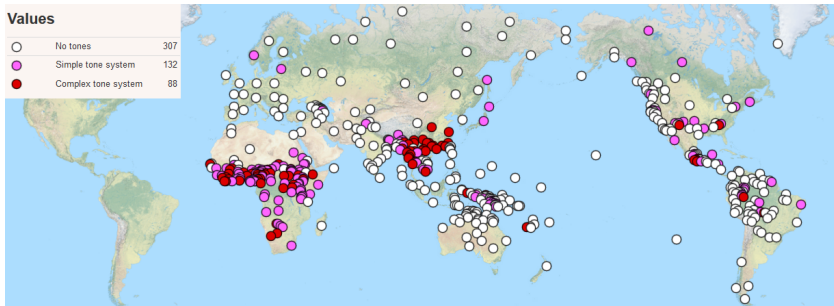 Values
No tones 307
Simple tone system 132
Complex tone system 88